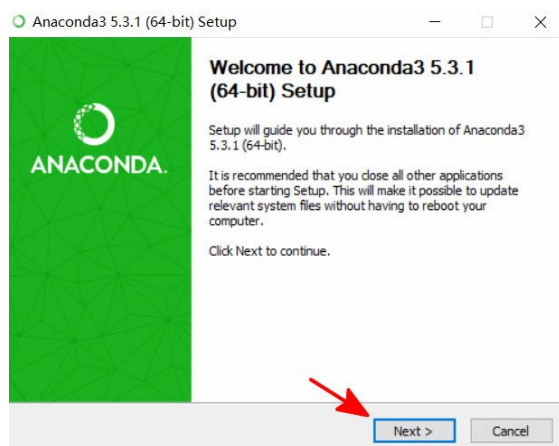 Anaconda3 5.3.1 (64-bit) Setup
Welcome to Anaconda3 5.3.1
(64-bit) Setup
Setup will guide you through the installation of Anaconda3
5.3.1 (64-bit).
It is recommended that you close all other applications
before starting Setup. This will make it possible to update
relevant system files without having to reboot your
computer.
Click Next to continue.
ANACONDA.
Next >
Cancel